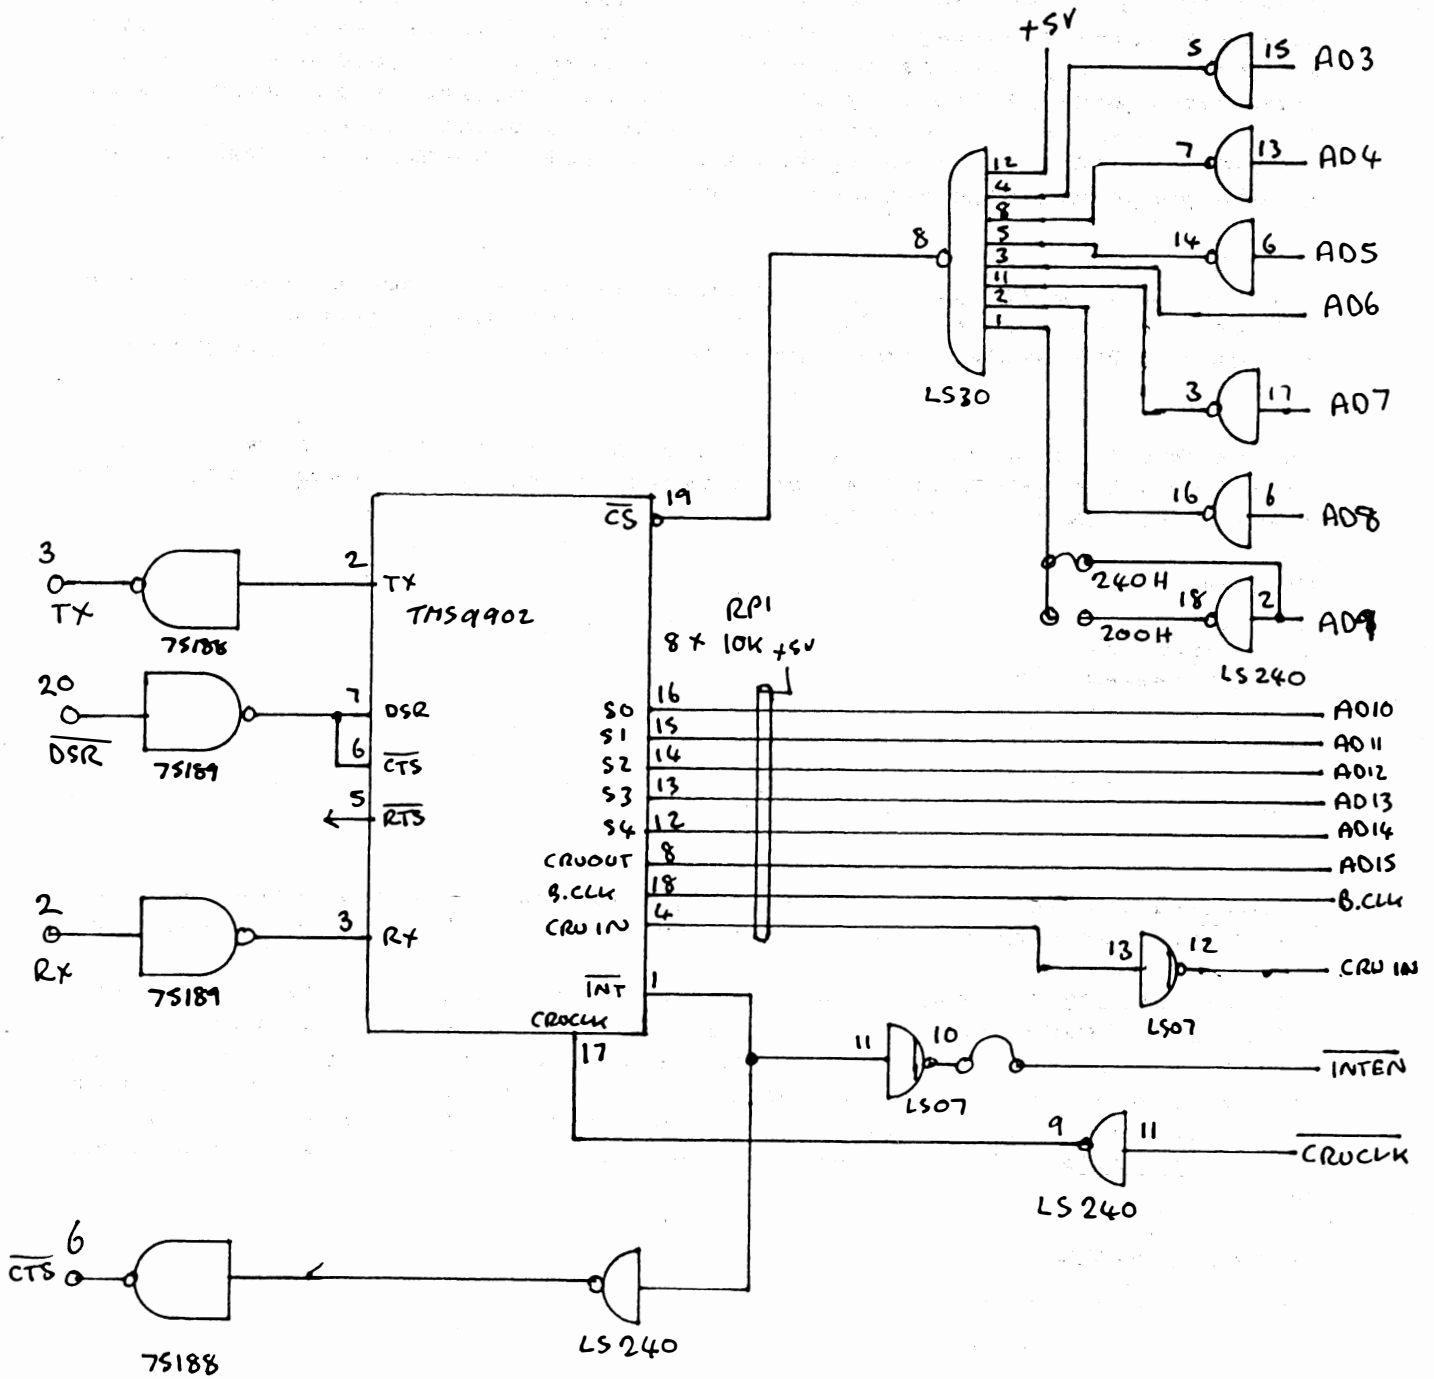 +5V
5 15 AD3
7 13 AD4
14 6 AD5
AD6
3 17 AD7
16 6 AD8
240H
18 2 AD9
200H
LS240
12
4
8
5
3
11
2
1
8
LS30
19
CS
3
TX
75188
2 TX
TMS9902
RP1
8 x 10K +5V
20
DSR
75189
7 DSR
6 CTS
5 RTS
2
RX
75189
3 RX
S0 16 AD10
S1 15 AD11
S2 14 AD12
S3 13 AD13
S4 12 AD14
CRUOUT 8 AD15
B.CLK 18 B.CLK
CRU IN 4
13 12 CRU IN
LS07
INT 1
CRUCLK
17
11 10 INTEN
LS07
9 11 CRUCLK
LS240
6
CTS
75188
LS240